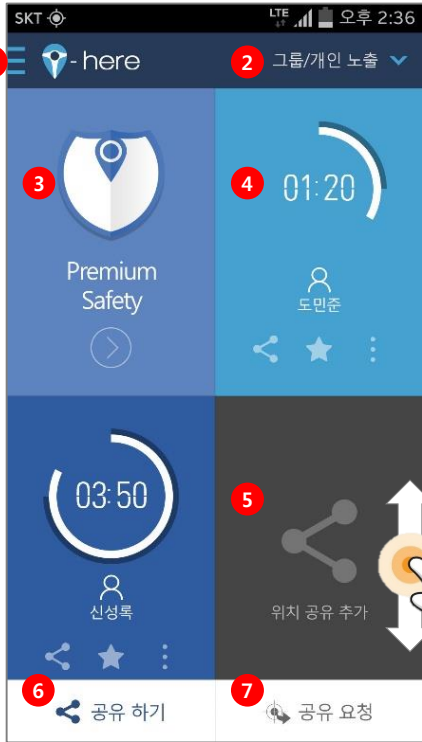 SKT LTE 오후 2:36
- here 2 그룹/개인 노출
3
4
01:20
Premium
Safety
도민준
03:50
5
신성록
위치 공유 추가
6
7
공유 하기
공유 요청